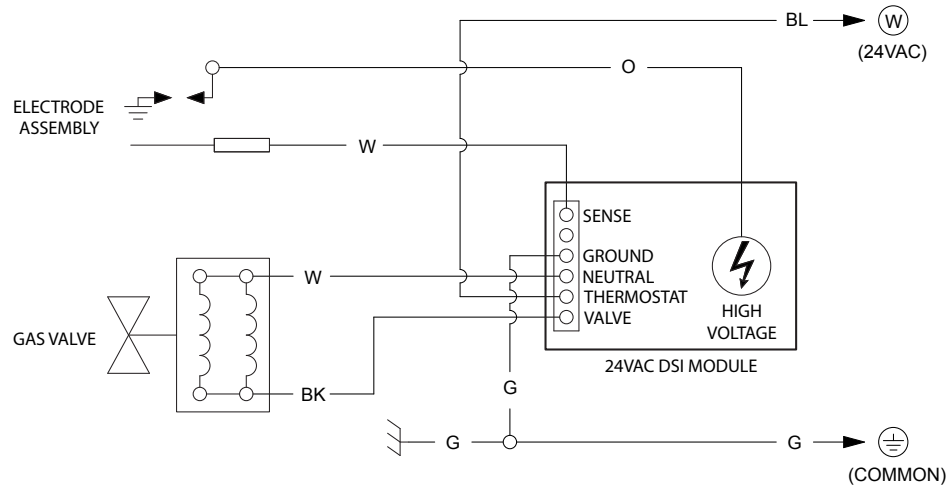 BL
W
(24VAC)
O
ELECTRODE
ASSEMBLY
W
SENSE
GROUND
NEUTRAL
THERMOSTAT
VALVE
HIGH
VOLTAGE
W
GAS VALVE
24VAC DSI MODULE
BK
G
G
G
(COMMON)